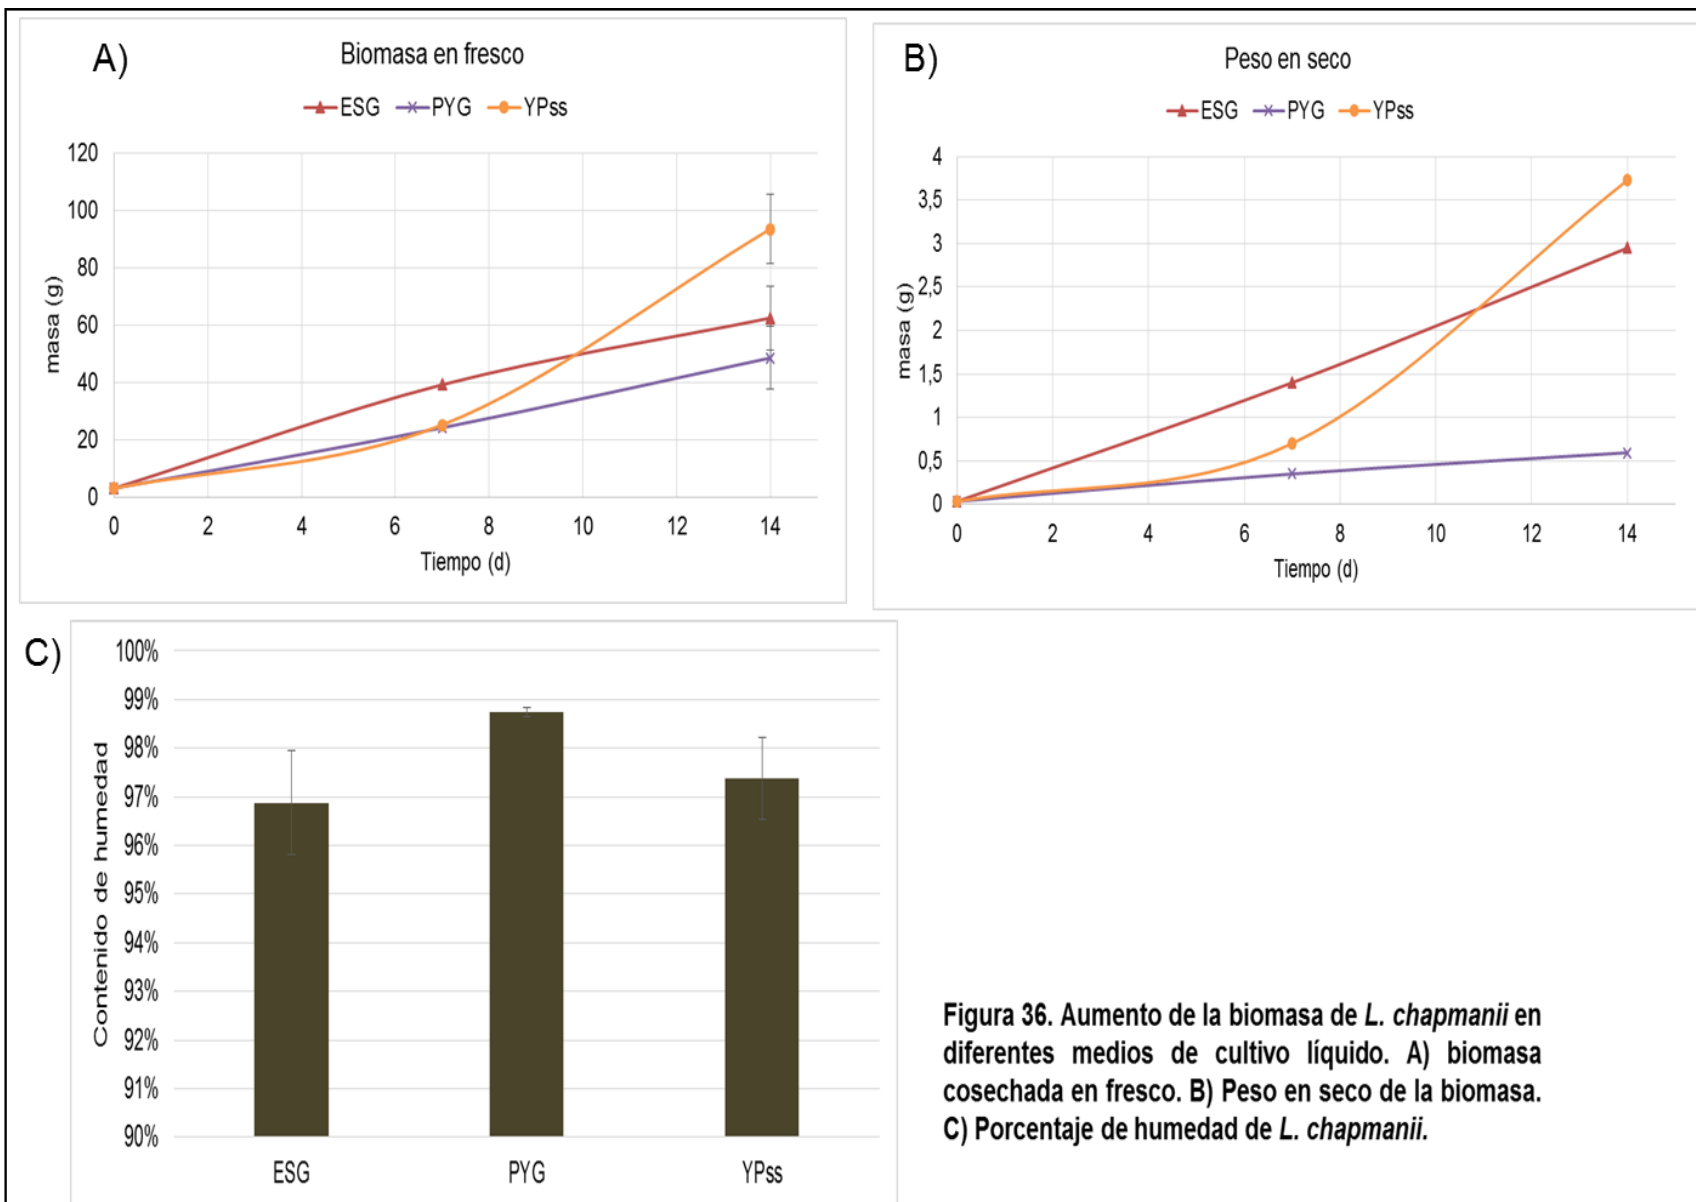 A)
Biomasa en fresco
ESG PYG YPss
120
100
80
60
40
20
0
masa (g)
0 2 4 6 8 10 12 14
Tiempo (d)
B)
Peso en seco
ESG PYG YPss
4
3,5
3
2,5
2
1,5
1
0,5
0
masa (g)
0 2 4 6 8 10 12 14
Tiempo (d)
C)
100%
99%
98%
97%
96%
95%
94%
93%
92%
91%
90%
Contenido de humedad
ESG PYG YPss
Figura 36. Aumento de la biomasa de L. chapmanii en
diferentes medios de cultivo líquido. A) biomasa
cosechada en fresco. B) Peso en seco de la biomasa.
C) Porcentaje de humedad de L. chapmanii.